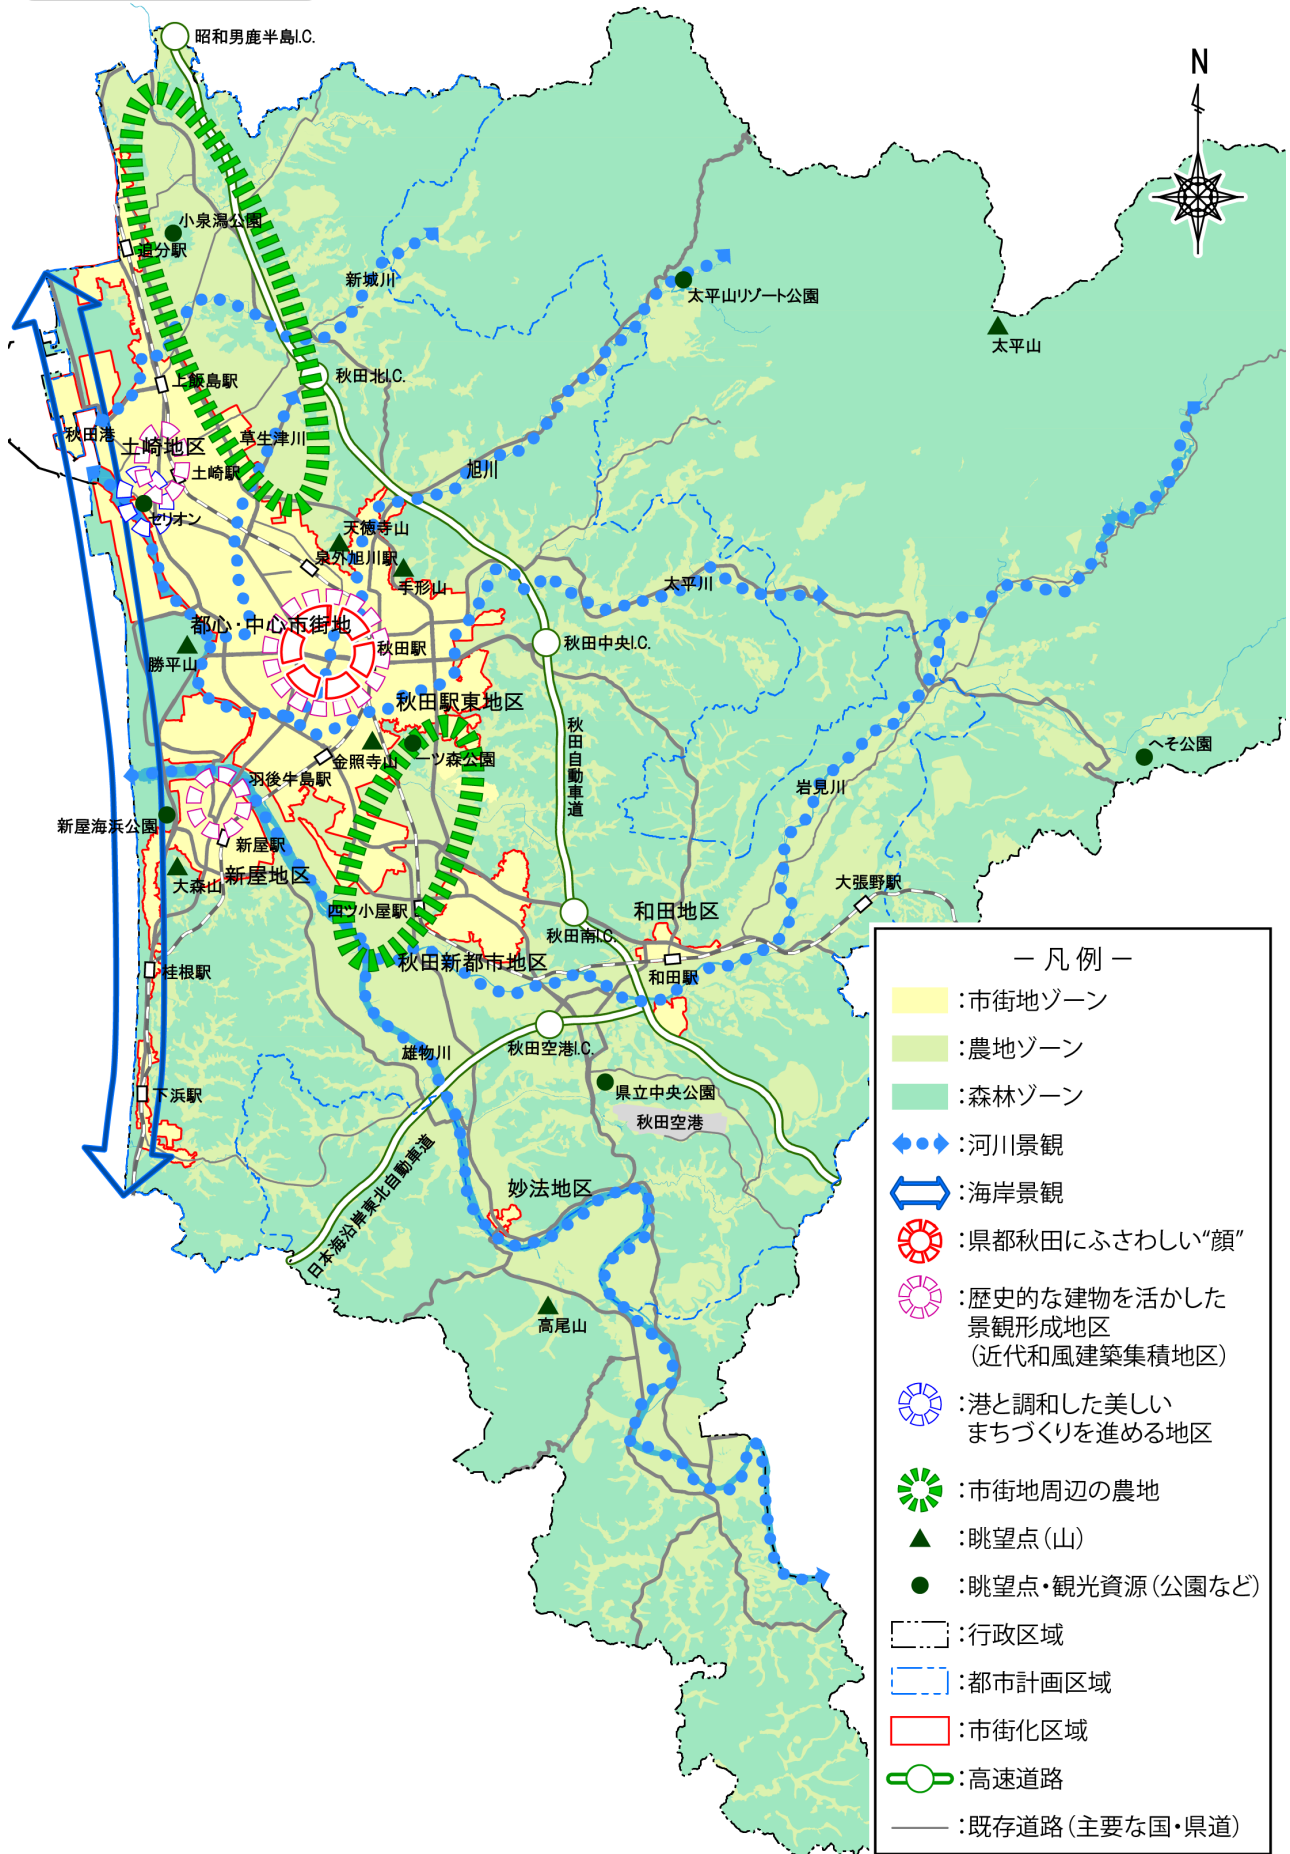 昭和男鹿半島I.C.
N
小泉潟公園
追分駅
新城川
太平山リゾート公園
太平山
上飯島駅
秋田北I.C.
秋田港
土崎地区
草生津川
土崎駅
旭川
セリオン
天徳寺山
泉外旭川駅
手形山
太平川
都心・中心市街地
秋田駅
秋田中央I.C.
勝平山
秋田駅東地区
秋田自動車道
金照寺山
一ツ森公園
へそ公園
羽後牛島駅
岩見川
新屋海浜公園
新屋駅
大森山
新屋地区
大張野駅
四ツ小屋駅
和田地区
秋田南I.C.
秋田新都市地区
桂根駅
和田駅
雄物川
秋田空港I.C.
下浜駅
県立中央公園
秋田空港
日本海沿岸東北自動車道
妙法地区
高尾山
－凡例－
：市街地ゾーン
：農地ゾーン
：森林ゾーン
：河川景観
：海岸景観
：県都秋田にふさわしい“顔”
：歴史的な建物を活かした
景観形成地区
（近代和風建築集積地区）
：港と調和した美しい
まちづくりを進める地区
：市街地周辺の農地
：眺望点（山）
：眺望点・観光資源（公園など）
：行政区域
：都市計画区域
：市街化区域
：高速道路
：既存道路（主要な国・県道）